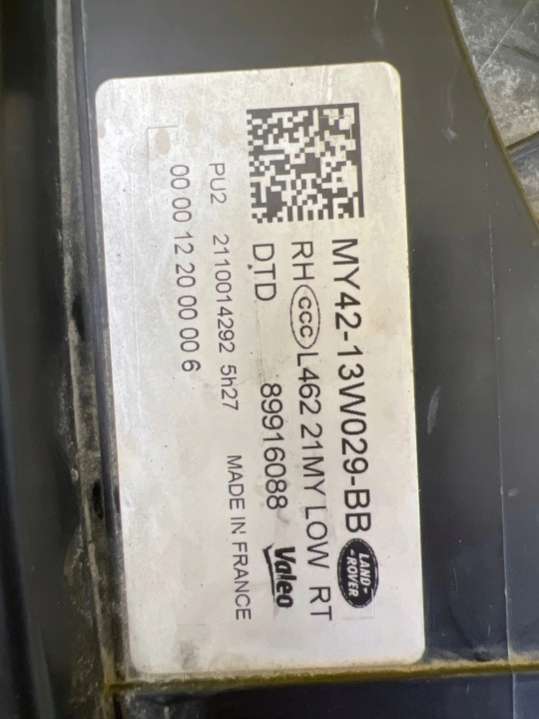 MY42-13W029-BB LAND-ROVER
RH CCC L462 21MY LOW RT
DTD 89916088 Valeo
PU2 2110014292 5h27 MADE IN FRANCE
00 00 12 20 00 00 6